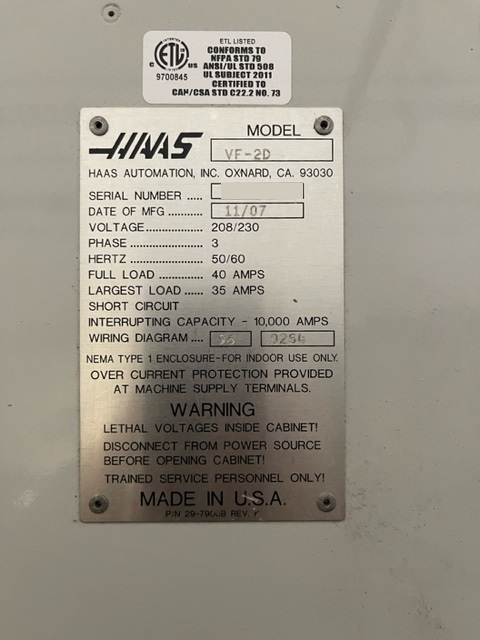 ETL LISTED
CONFORMS TO
NFPA STD 79
ANSI/UL STD 508
UL SUBJECT 2011
CERTIFIED TO
CAN/CSA STD C22.2 NO. 73
ETL
C US
9700845
HAAS
MODEL
VF-2D
HAAS AUTOMATION, INC. OXNARD, CA. 93030
SERIAL NUMBER .....
DATE OF MFG ........... 11/07
VOLTAGE.................. 208/230
PHASE ....................... 3
HERTZ ....................... 50/60
FULL LOAD .............. 40 AMPS
LARGEST LOAD ...... 35 AMPS
SHORT CIRCUIT
INTERRUPTING CAPACITY - 10,000 AMPS
WIRING DIAGRAM .... 0284
NEMA TYPE 1 ENCLOSURE-FOR INDOOR USE ONLY.
OVER CURRENT PROTECTION PROVIDED
AT MACHINE SUPPLY TERMINALS.
WARNING
LETHAL VOLTAGES INSIDE CABINET!
DISCONNECT FROM POWER SOURCE
BEFORE OPENING CABINET!
TRAINED SERVICE PERSONNEL ONLY!
MADE IN U.S.A.
P/N REV.